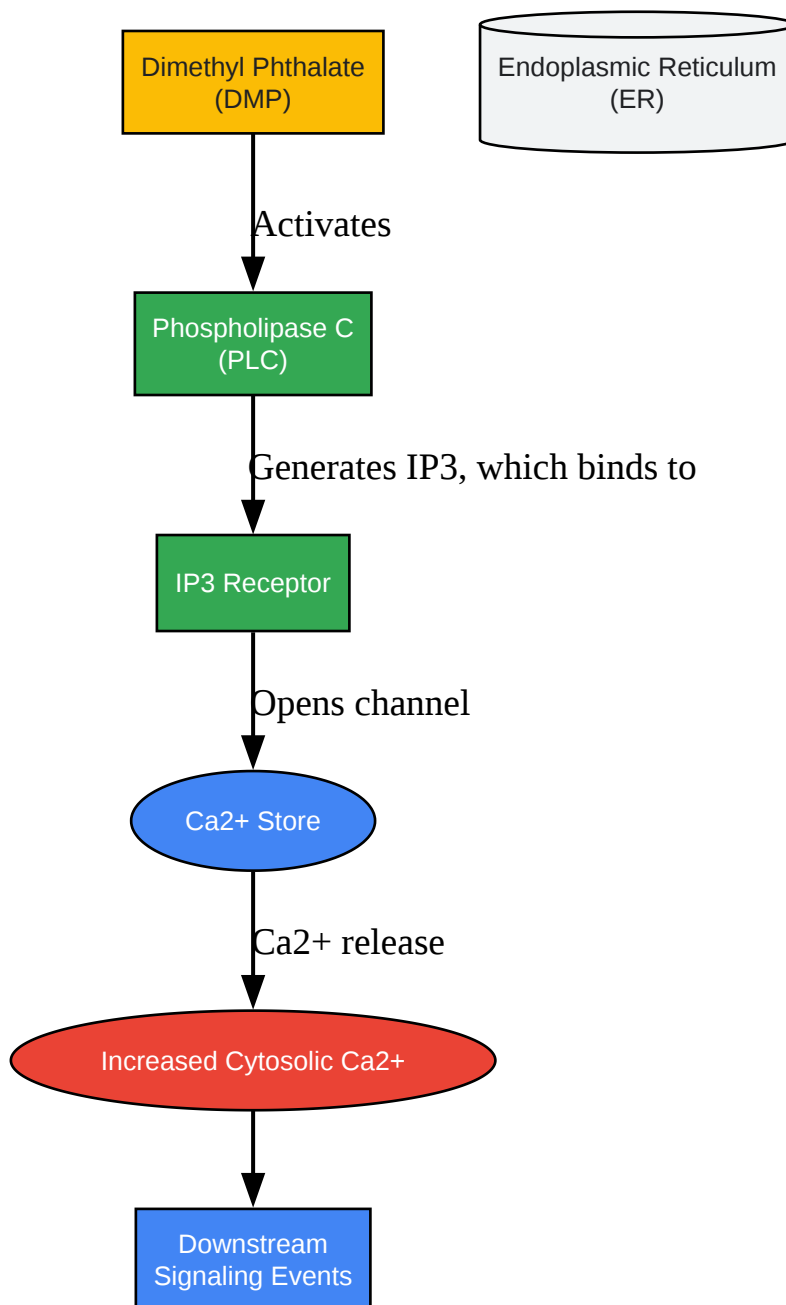 Dimethyl Phthalate
(DMP)
Endoplasmic Reticulum
(ER)
Activates
Phospholipase C
(PLC)
Generates IP3, which binds to
IP3 Receptor
Opens channel
Ca2+ Store
Ca2+ release
Increased Cytosolic Ca2+
Downstream
Signaling Events